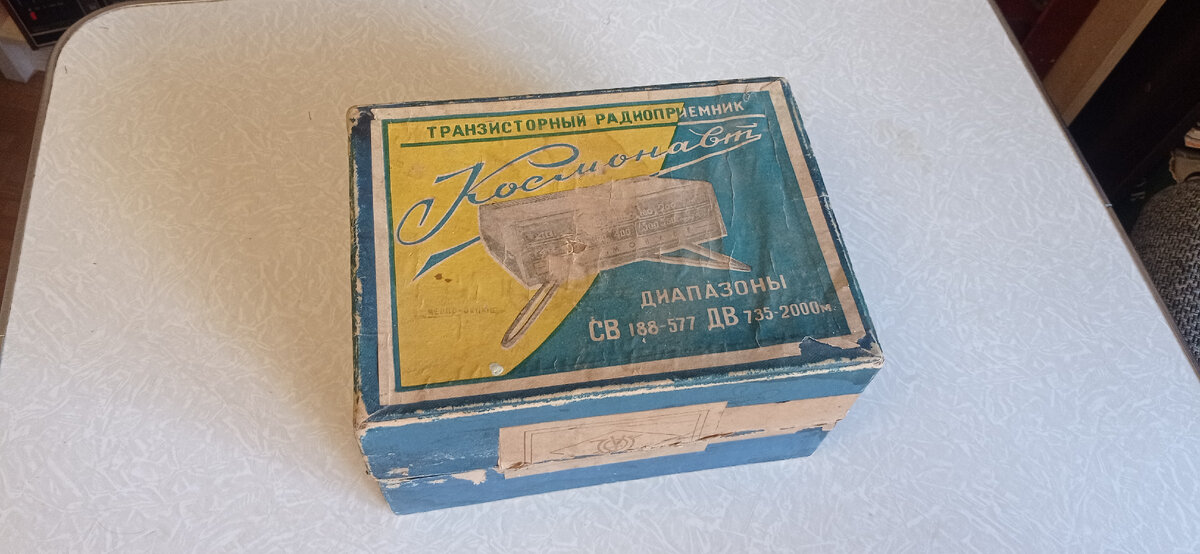 ТРАНЗИСТОРНЫЙ РАДИОПРИЕМНИК
Космонавт
ДИАПАЗОНЫ
СВ 188-577 ДВ 735-2000м.